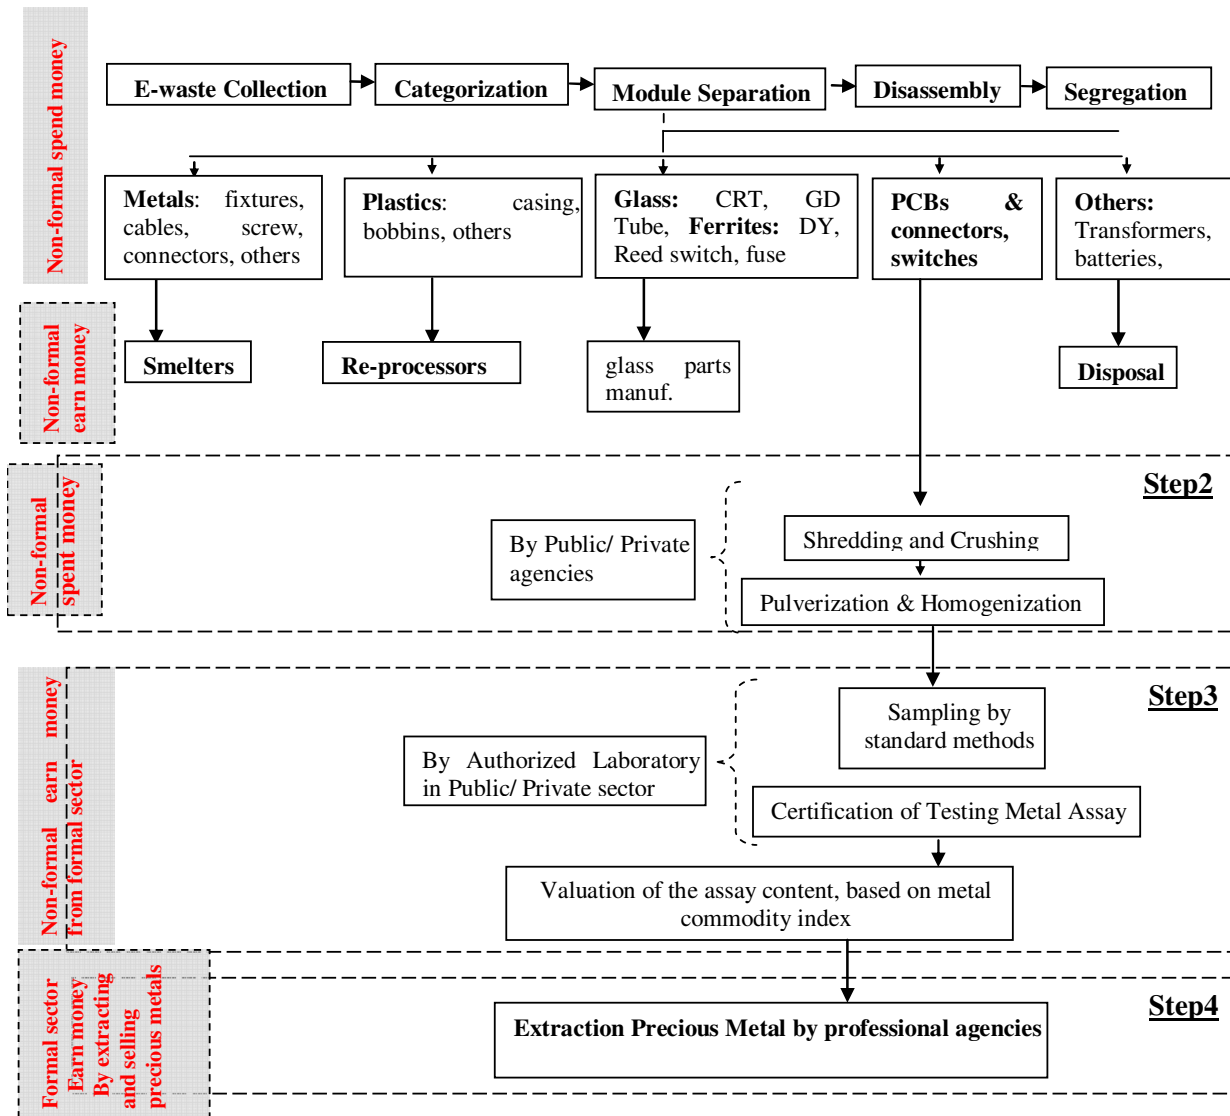 Non-formal spend money
E-waste Collection
Categorization
Module Separation
Disassembly
Segregation
Metals: fixtures,
cables, screw,
connectors, others
Plastics: casing,
bobbins, others
Glass: CRT, GD
Tube, Ferrites: DY,
Reed switch, fuse
PCBs &
connectors,
switches
Others:
Transformers,
batteries,
Non-formal
earn money
Smelters
Re-processors
glass parts
manuf.
Disposal
Non-formal
spent money
Step2
By Public/ Private
agencies
Shredding and Crushing
Pulverization & Homogenization
Non-formal earn money
from formal sector
Step3
Sampling by
standard methods
By Authorized Laboratory
in Public/ Private sector
Certification of Testing Metal Assay
Valuation of the assay content, based on metal
commodity index
Formal sector
Earn money
By extracting
and selling
precious metals
Step4
Extraction Precious Metal by professional agencies